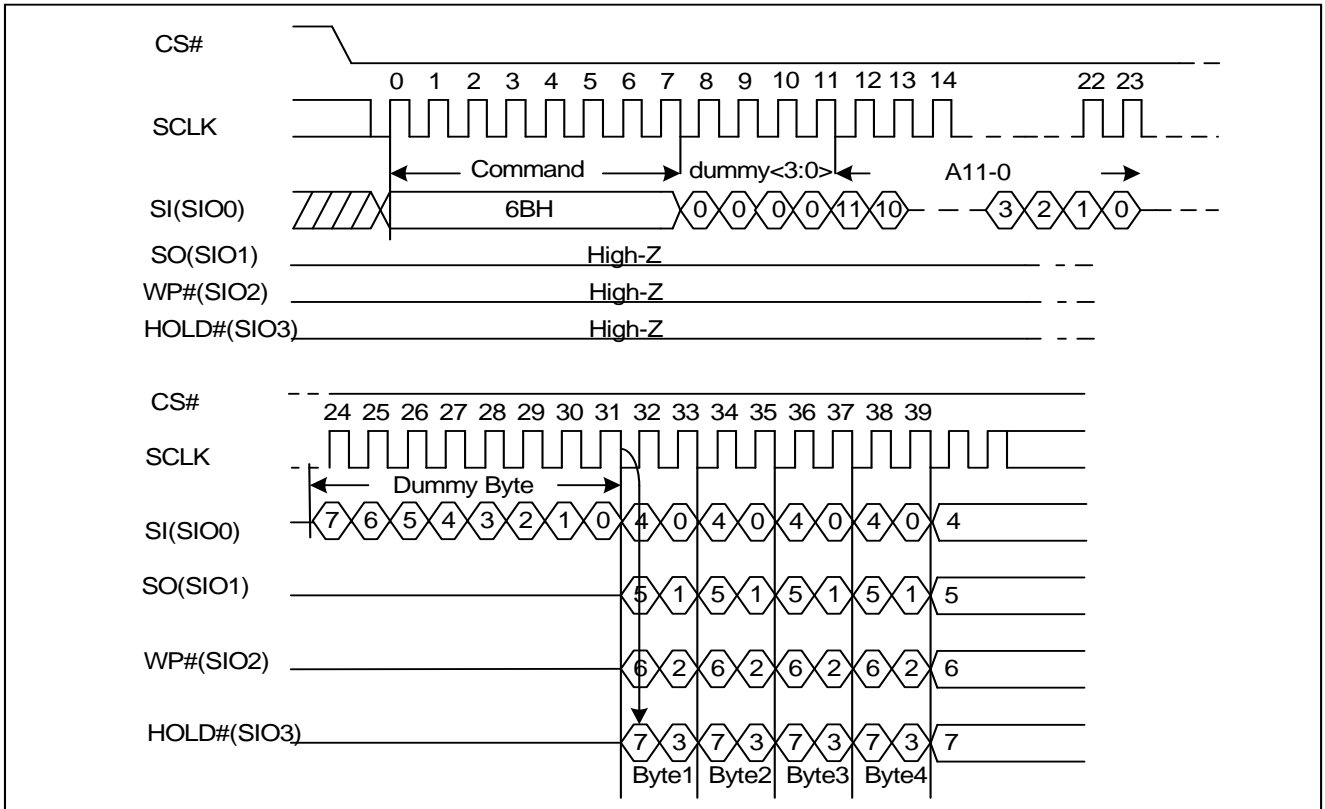 CS#
0 1 2 3 4 5 6 7 8 9 10 11 12 13 14 22 23
SCLK
Command dummy<3:0> A11-0
SI(SIO0) 6BH 0 0 0 0 11 10 3 2 1 0
SO(SIO1) High-Z
WP#(SIO2) High-Z
HOLD#(SIO3) High-Z
CS#
24 25 26 27 28 29 30 31 32 33 34 35 36 37 38 39
SCLK
Dummy Byte
SI(SIO0) 7 6 5 4 3 2 1 0 4 0 4 0 4 0 4 0 4
SO(SIO1) 5 1 5 1 5 1 5 1 5
WP#(SIO2) 6 2 6 2 6 2 6 2 6
HOLD#(SIO3) 7 3 7 3 7 3 7 3 7
Byte1 Byte2 Byte3 Byte4